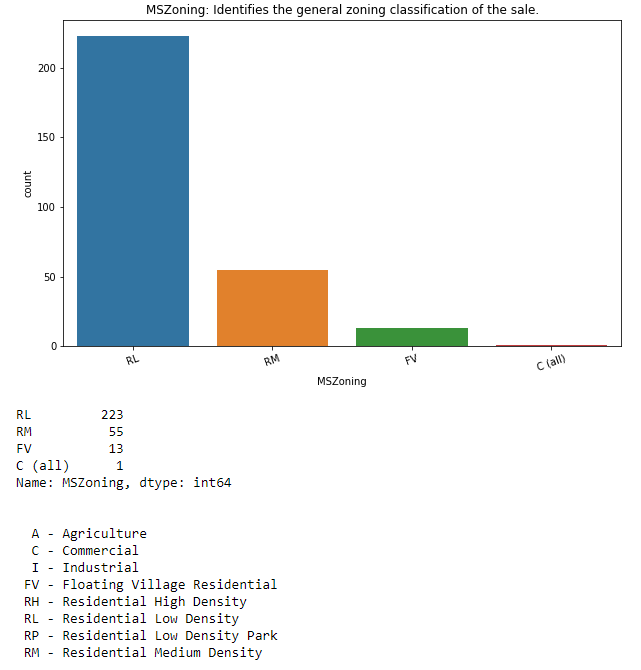 MSZoning: Identifies the general zoning classification of the sale.
200
150
100
50
0
count
RL
RM
FV
C (all)
MSZoning
RL 223
RM 55
FV 13
C (all) 1
Name: MSZoning, dtype: int64
A - Agriculture
C - Commercial
I - Industrial
FV - Floating Village Residential
RH - Residential High Density
RL - Residential Low Density
RP - Residential Low Density Park
RM - Residential Medium Density